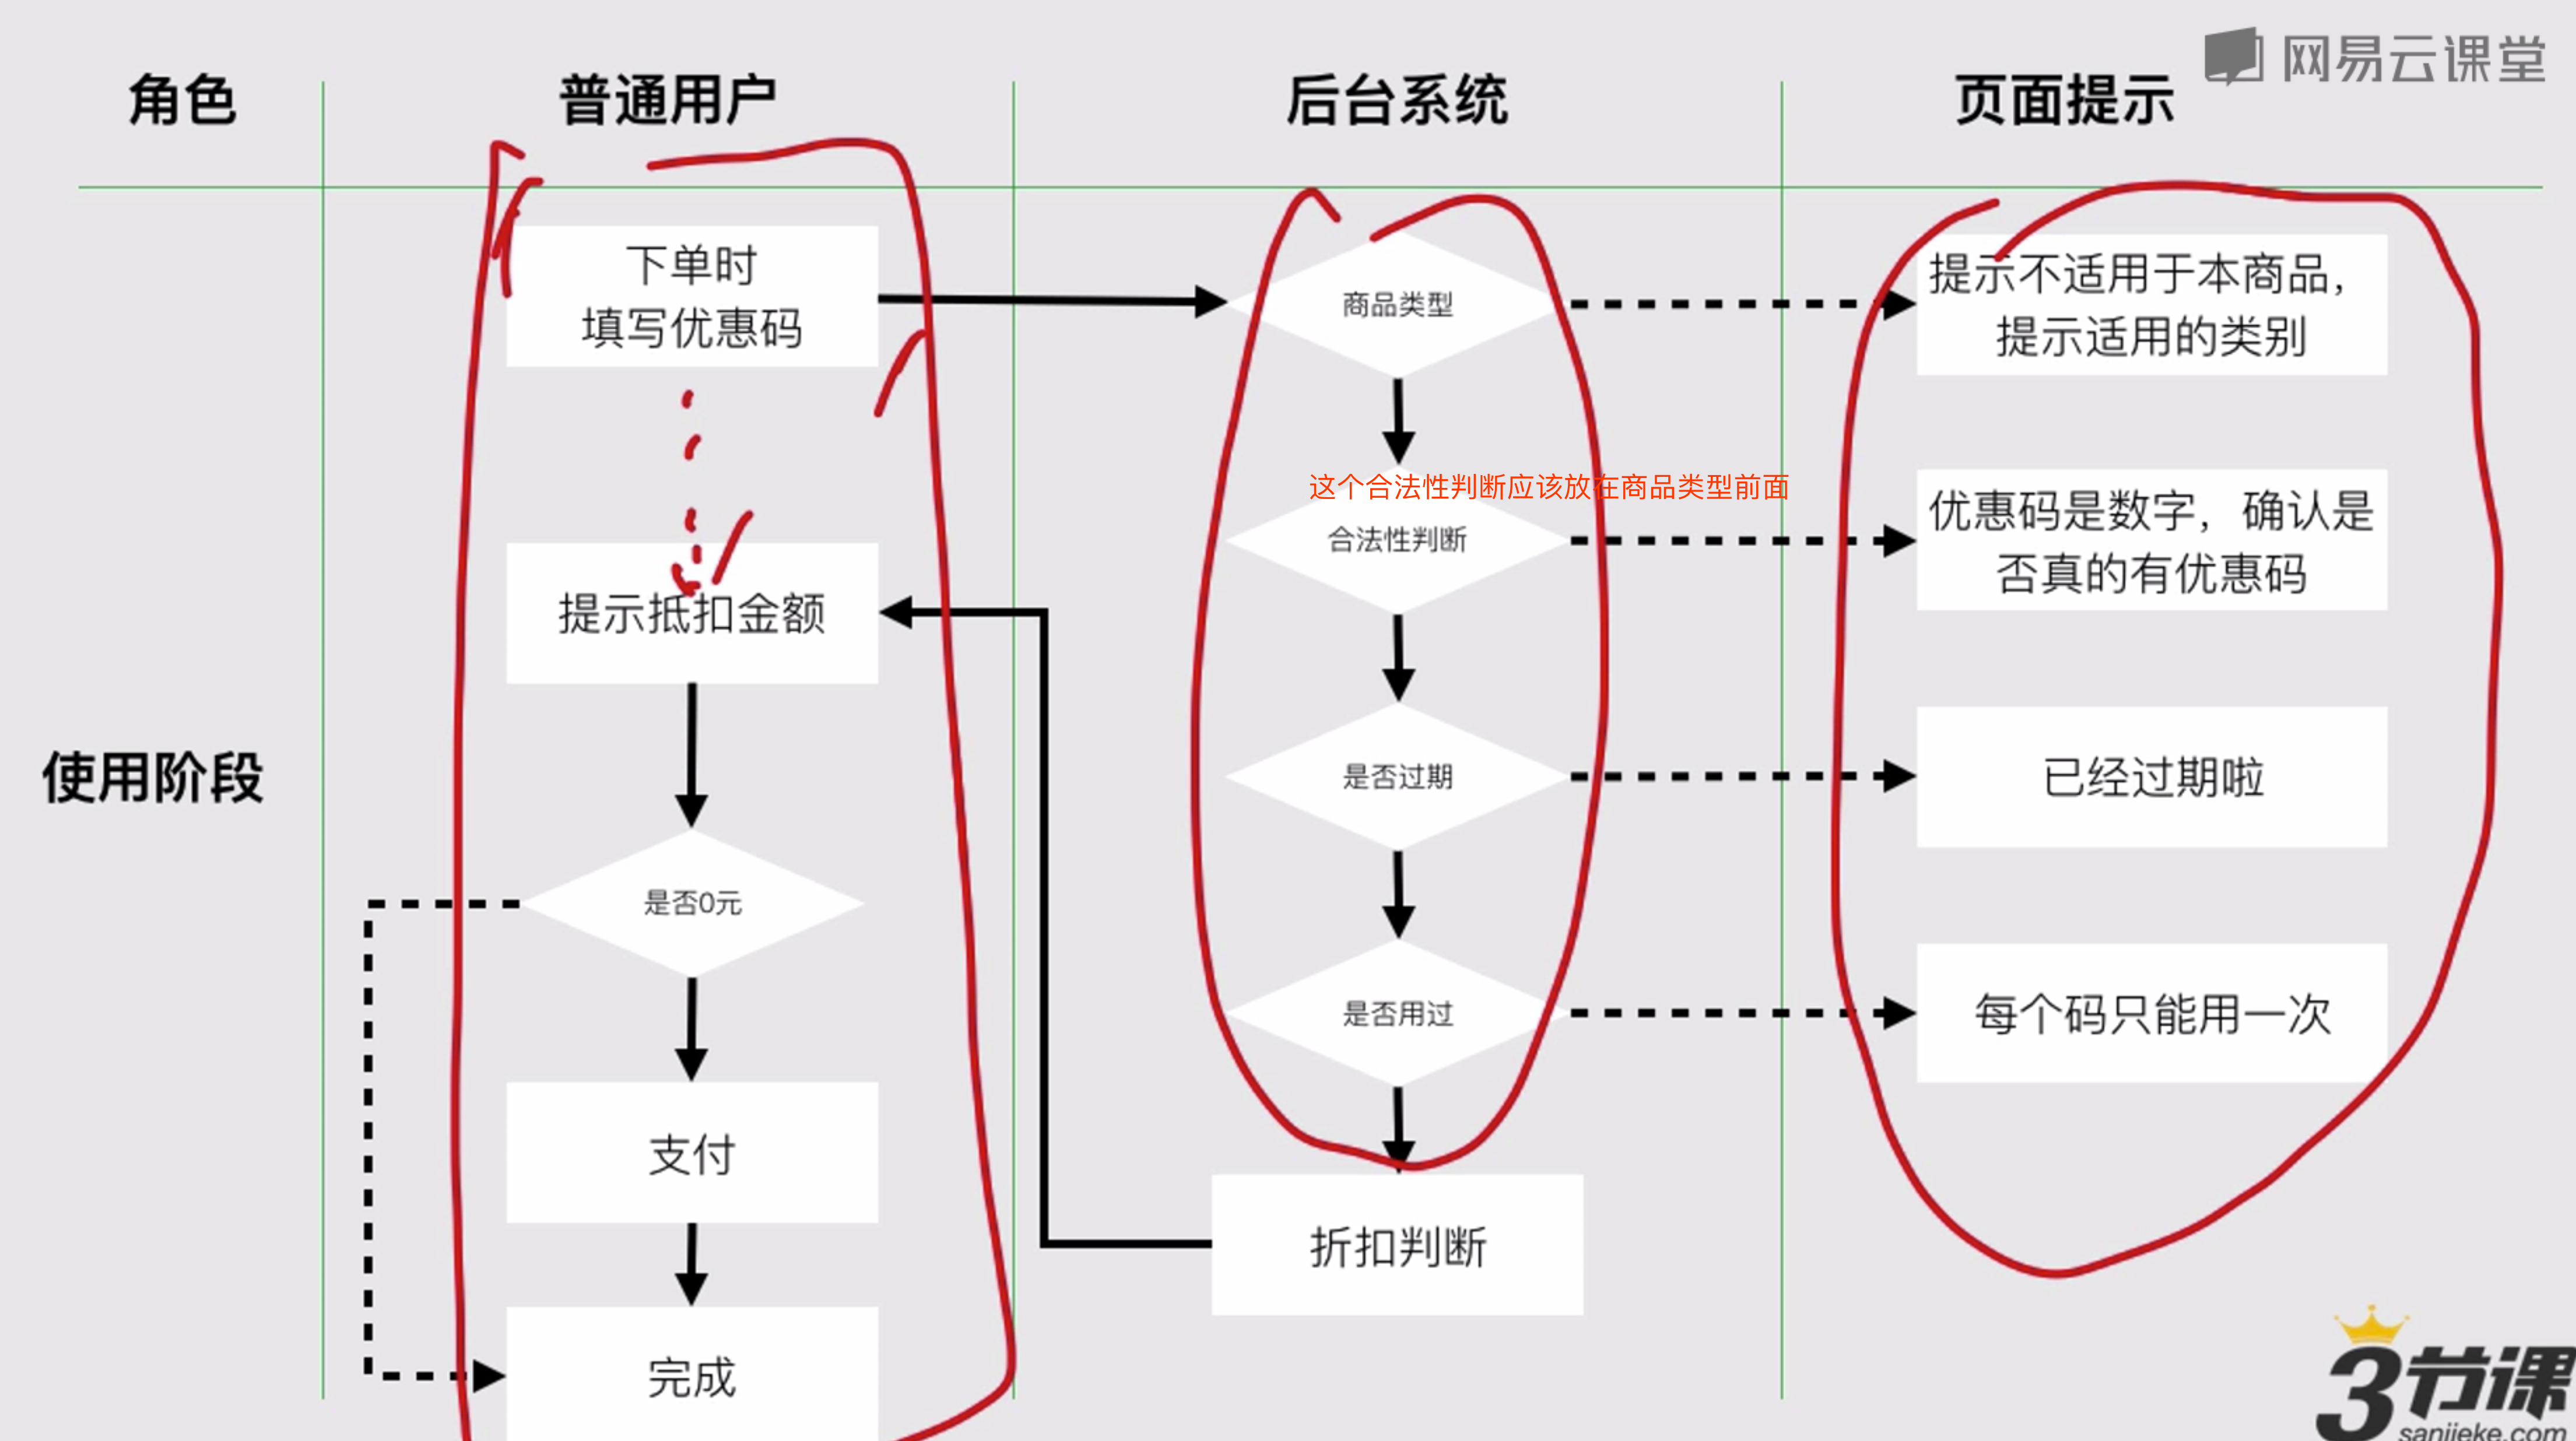 网易云课堂
角色
普通用户
后台系统
页面提示
下单时
填写优惠码
商品类型
提示不适用于本商品，
提示适用的类别
这个合法性判断应该放在商品类型前面
合法性判断
优惠码是数字，确认是
否真的有优惠码
提示抵扣金额
使用阶段
是否过期
已经过期啦
是否0元
是否用过
每个码只能用一次
支付
折扣判断
完成
3节课
sanjieke.com